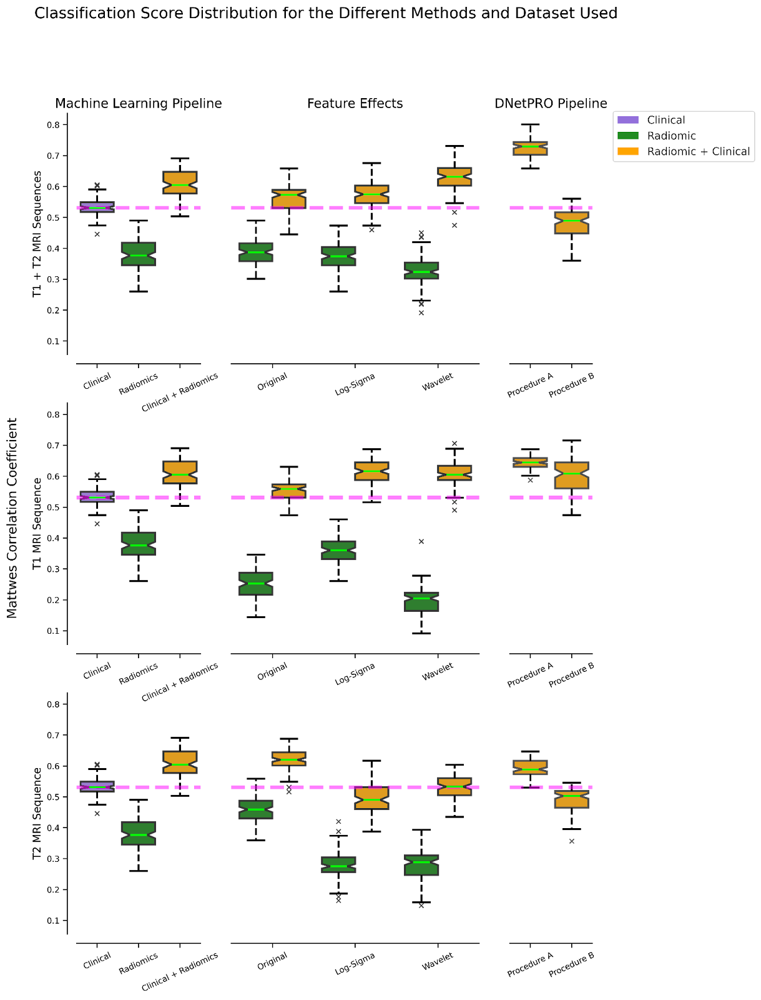 Classification Score Distribution for the Different Methods and Dataset Used
Machine Learning Pipeline
Feature Effects
DNetPRO Pipeline
Clinical
Radiomic
Radiomic + Clinical
Mattwes Correlation Coefficient
T1 + T2 MRI Sequences
0.8
0.7
0.6
0.5
0.4
0.3
0.2
0.1
Clinical
Radiomics
Clinical + Radiomics
Original
Log-Sigma
Wavelet
Procedure A
Procedure B
T1 MRI Sequence
0.8
0.7
0.6
0.5
0.4
0.3
0.2
0.1
Clinical
Radiomics
Clinical + Radiomics
Original
Log-Sigma
Wavelet
Procedure A
Procedure B
T2 MRI Sequence
0.8
0.7
0.6
0.5
0.4
0.3
0.2
0.1
Clinical
Radiomics
Clinical + Radiomics
Original
Log-Sigma
Wavelet
Procedure A
Procedure B